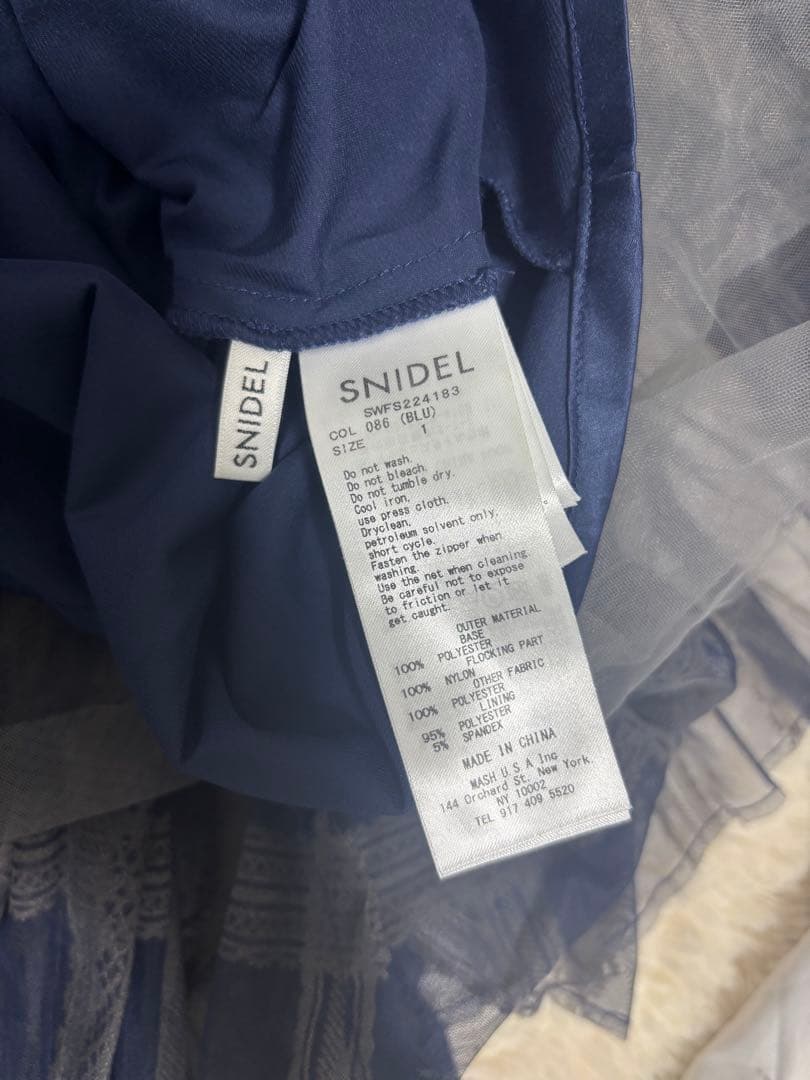 SNIDEL
SNIDEL
SWFS224183
COL 086 (BLU)
SIZE 1
Do not wash.
Do not bleach.
Do not tumble dry.
Cool iron.
use press cloth.
Dryclean.
petroleum solvent only,
short cycle.
Fasten the zipper when
washing.
Use the net when cleaning.
Be careful not to expose
to friction or let it
get caught.
OUTER MATERIAL
BASE
100% POLYESTER
FLOCKING PART
100% NYLON
OTHER FABRIC
100% POLYESTER
LINING
95% POLYESTER
5% SPANDEX
MADE IN CHINA
MASH U.S.A Inc
144 Orchard St. New York.
NY 10002
TEL 917 409 5520